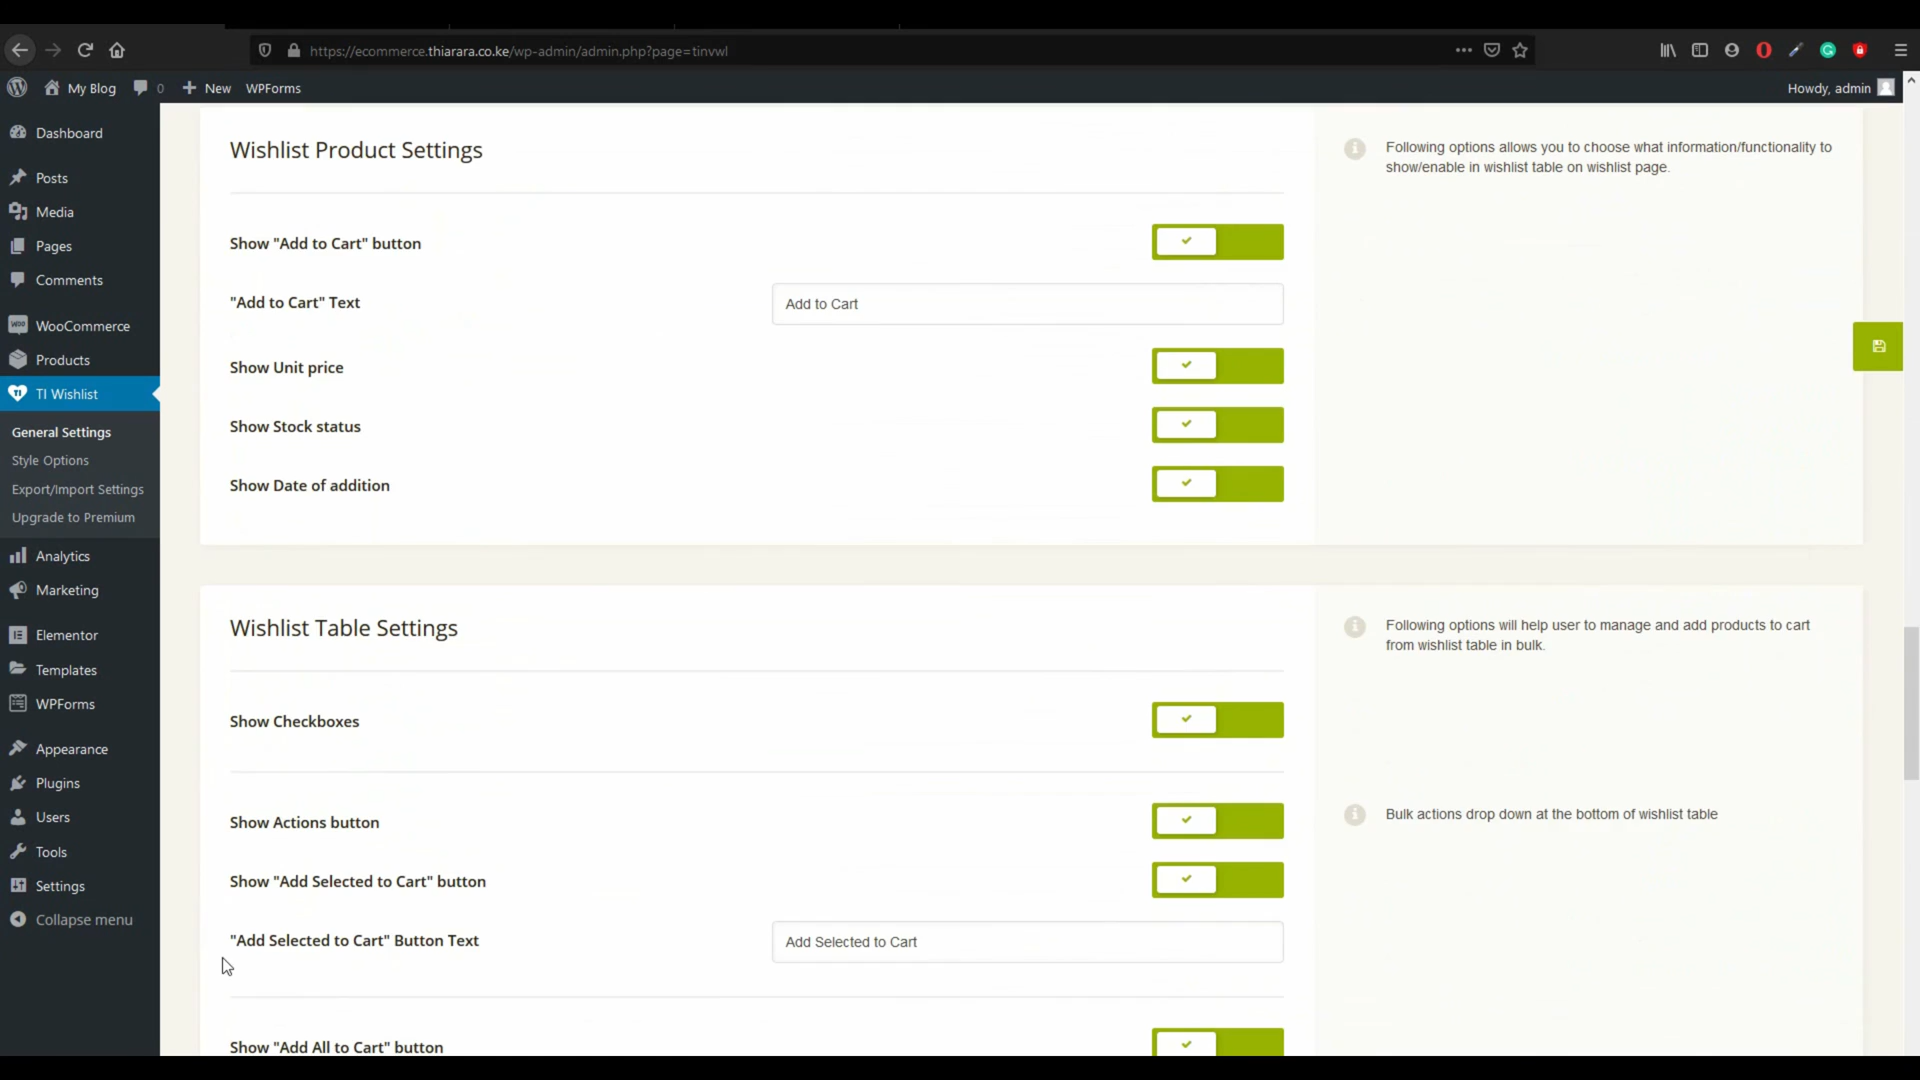 https://ecommerce.thiarara.co.ke/wp-admin/admin.php?page=tinvwl
My Blog
0
New
WPForms
Howdy, admin
Dashboard
Posts
Media
Pages
Comments
WooCommerce
Products
TI Wishlist
General Settings
Style Options
Export/Import Settings
Upgrade to Premium
Analytics
Marketing
Elementor
Templates
WPForms
Appearance
Plugins
Users
Tools
Settings
Collapse menu
Wishlist Product Settings
Following options allows you to choose what information/functionality to
show/enable in wishlist table on wishlist page.
Show "Add to Cart" button
"Add to Cart" Text
Add to Cart
Show Unit price
Show Stock status
Show Date of addition
Wishlist Table Settings
Following options will help user to manage and add products to cart
from wishlist table in bulk.
Show Checkboxes
Show Actions button
Bulk actions drop down at the bottom of wishlist table
Show "Add Selected to Cart" button
"Add Selected to Cart" Button Text
Add Selected to Cart
Show "Add All to Cart" button